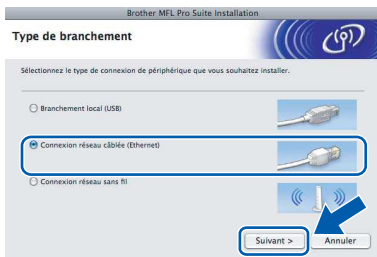 Brother MFL Pro Suite Installation
Type de branchement
Sélectionnez le type de connexion de périphérique que vous souhaitez installer.
Branchement local (USB)
Connexion réseau câblée (Ethernet)
Connexion réseau sans fil
Suivant >
Annuler